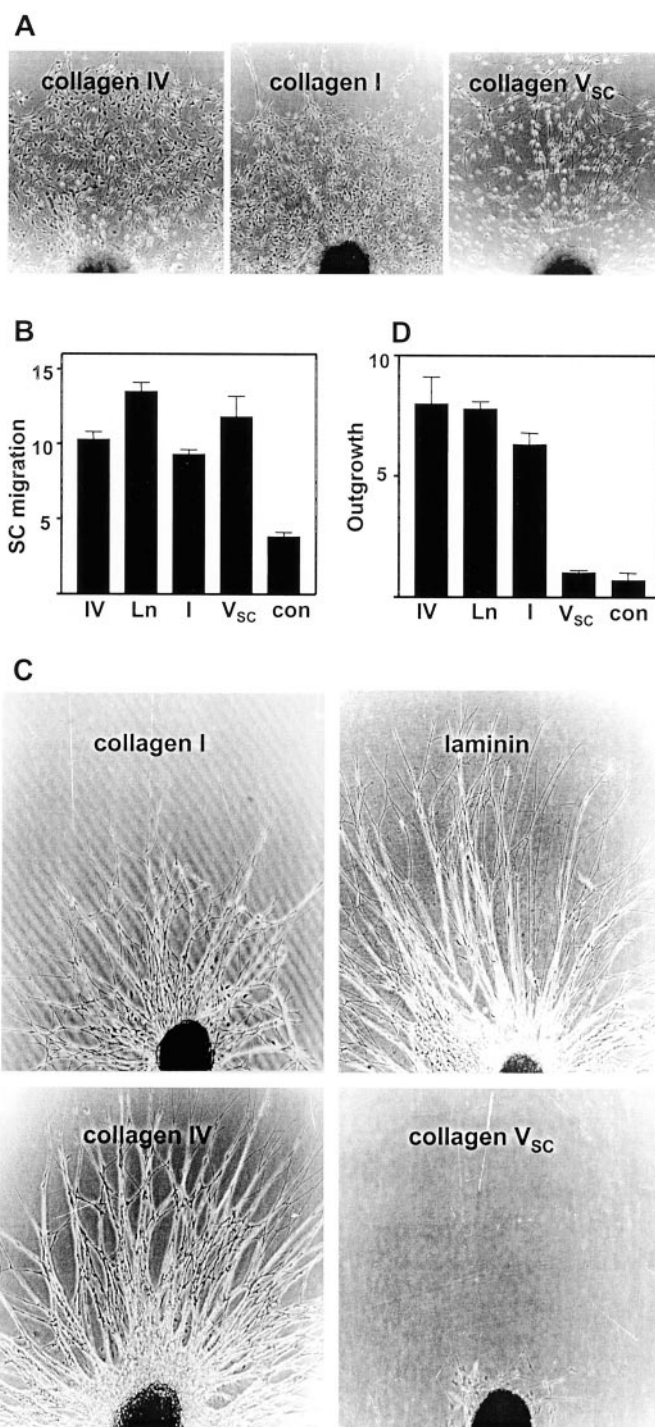 A
collagen IV
collagen I
collagen VSC
B
SC migration
15
10
5
IV Ln I VSC con
D
Outgrowth
10
5
IV Ln I VSC con
C
collagen I
laminin
collagen IV
collagen VSC